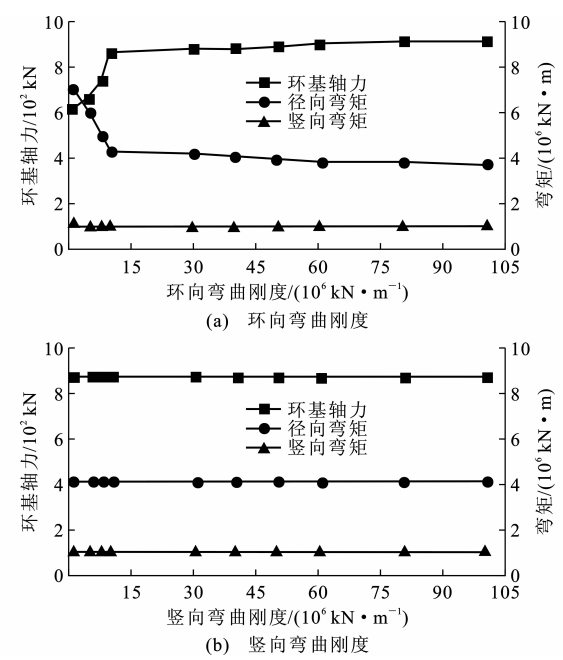 10 10
8 8
6 6
4 4
2 2
0 0
环基轴力/10² kN
弯矩/(10⁶ kN·m)
环基轴力
径向弯矩
竖向弯矩
15 30 45 60 75 90 105
环向弯曲刚度/(10⁶ kN·m⁻¹)
(a) 环向弯曲刚度
10 10
8 8
6 6
4 4
2 2
0 0
环基轴力/10² kN
弯矩/(10⁶ kN·m)
环基轴力
径向弯矩
竖向弯矩
15 30 45 60 75 90 105
竖向弯曲刚度/(10⁶ kN·m⁻¹)
(b) 竖向弯曲刚度